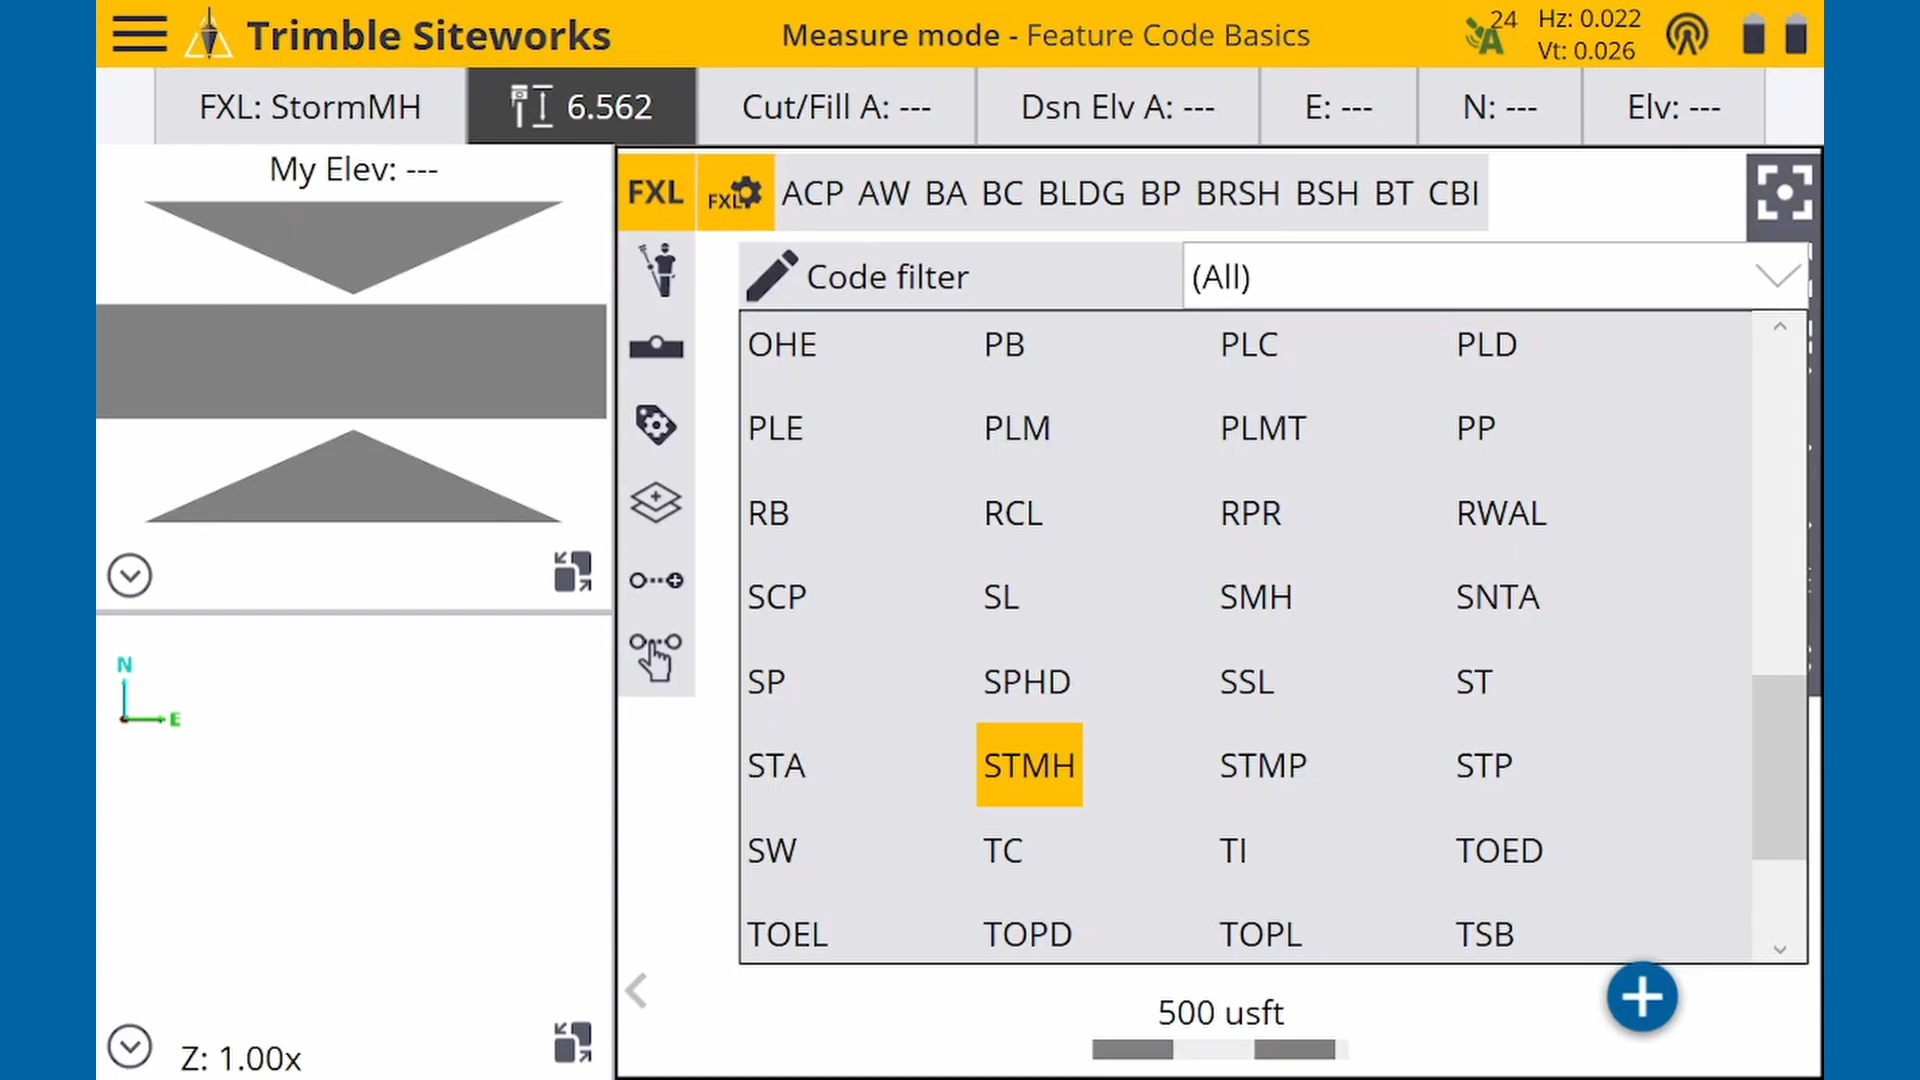 Trimble Siteworks
Measure mode - Feature Code Basics
24
Hz: 0.022
Vt: 0.026
FXL: StormMH
6.562
Cut/Fill A: ---
Dsn Elv A: ---
E: ---
N: ---
Elv: ---
My Elev: ---
FXL
FXL
ACP AW BA BC BLDG BP BRSH BSH BT CBI
Code filter
(All)
OHE PB PLC PLD
PLE PLM PLMT PP
RB RCL RPR RWAL
SCP SL SMH SNTA
SP SPHD SSL ST
STA STMH STMP STP
SW TC TI TOED
TOEL TOPD TOPL TSB
N
E
Z: 1.00x
500 usft